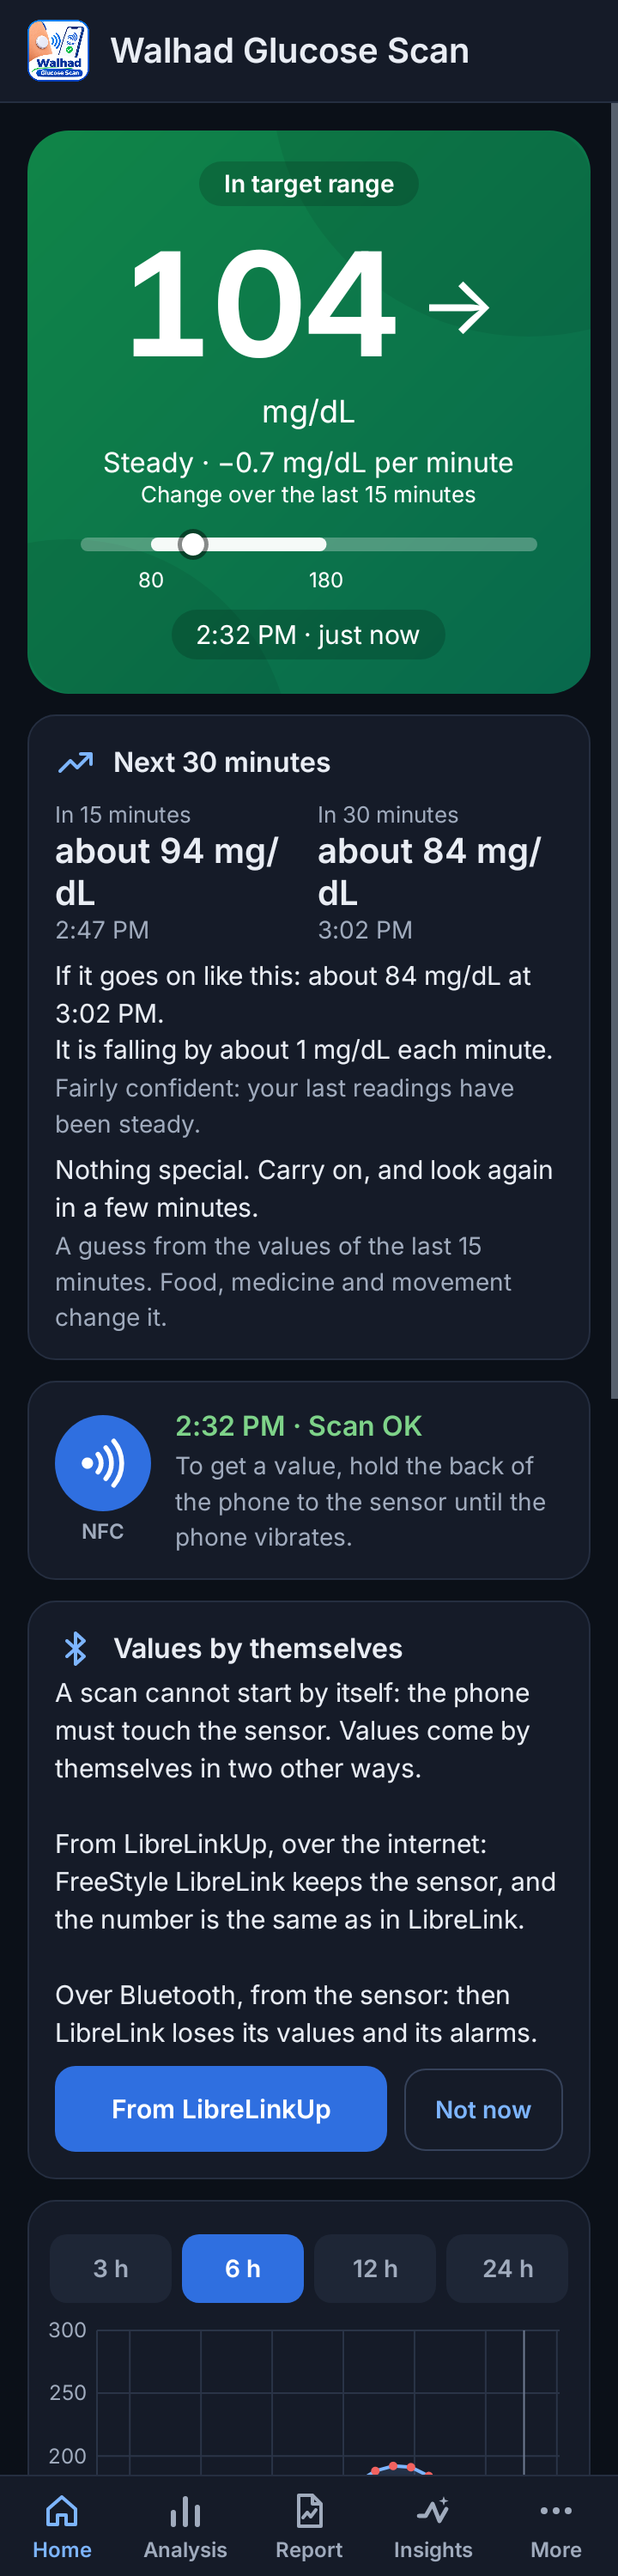 Walhad
Glucose Scan
Walhad Glucose Scan
In target range
104 →
mg/dL
Steady · −0.7 mg/dL per minute
Change over the last 15 minutes
80 180
2:32 PM · just now
Next 30 minutes
In 15 minutes
about 94 mg/
dL
2:47 PM
In 30 minutes
about 84 mg/
dL
3:02 PM
If it goes on like this: about 84 mg/dL at
3:02 PM.
It is falling by about 1 mg/dL each minute.
Fairly confident: your last readings have
been steady.
Nothing special. Carry on, and look again
in a few minutes.
A guess from the values of the last 15
minutes. Food, medicine and movement
change it.
NFC
2:32 PM · Scan OK
To get a value, hold the back of
the phone to the sensor until the
phone vibrates.
Values by themselves
A scan cannot start by itself: the phone
must touch the sensor. Values come by
themselves in two other ways.
From LibreLinkUp, over the internet:
FreeStyle LibreLink keeps the sensor, and
the number is the same as in LibreLink.
Over Bluetooth, from the sensor: then
LibreLink loses its values and its alarms.
From LibreLinkUp
Not now
3 h
6 h
12 h
24 h
300
250
200
Home
Analysis
Report
Insights
More